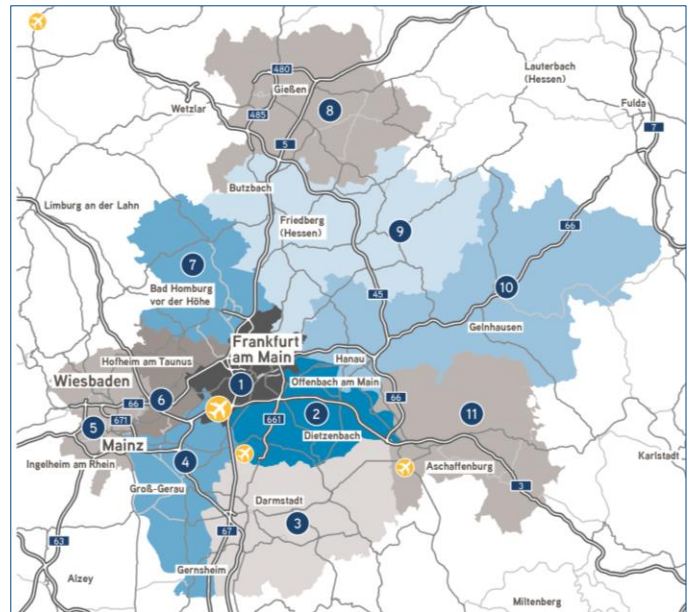 480
Gießen
Lauterbach
(Hessen)
Wetzlar
8
Fulda
485
7
5
Butzbach
Limburg an der Lahn
Friedberg
(Hessen)
9
66
7
10
Bad Homburg
vor der Höhe
45
Gelnhausen
Frankfurt
am Main
Hofheim am Taunus
Hanau
Wiesbaden
1
Offenbach am Main
66
6
66
2
11
671
661
5
Dietzenbach
Mainz
4
Karlstadt
Ingelheim am Rhein
Aschaffenburg
Groß-Gerau
3
Darmstadt
3
67
63
Gernsheim
Alzey
Miltenberg